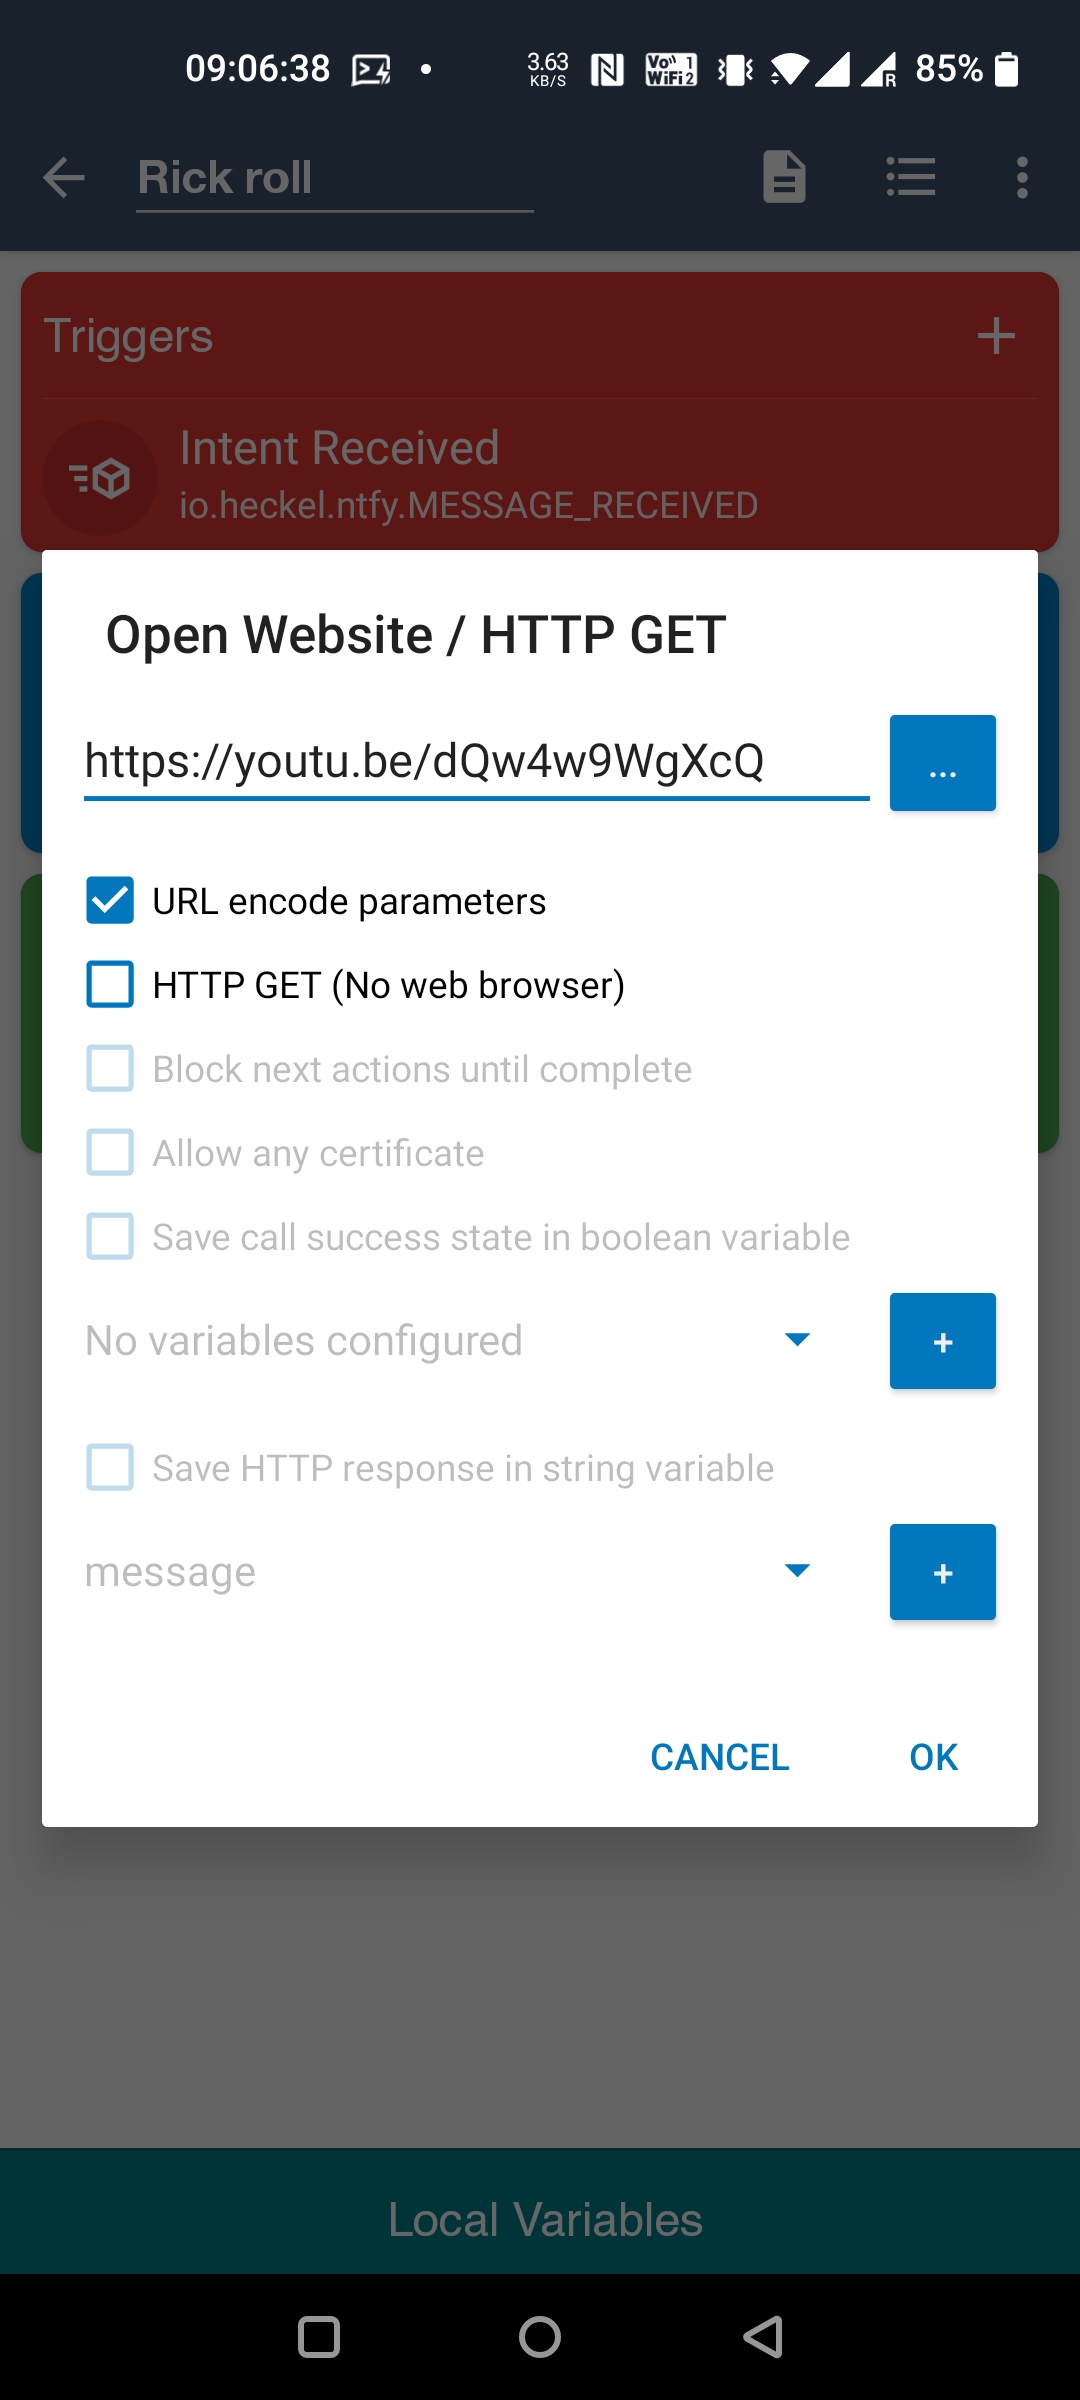 09:06:38
3.63
KB/S
Vo 1
WiFi 2
R
85%
Rick roll
Triggers
Intent Received
io.heckel.ntfy.MESSAGE_RECEIVED
Open Website / HTTP GET
https://youtu.be/dQw4w9WgXcQ
...
URL encode parameters
HTTP GET (No web browser)
Block next actions until complete
Allow any certificate
Save call success state in boolean variable
No variables configured
+
Save HTTP response in string variable
message
+
CANCEL
OK
Local Variables